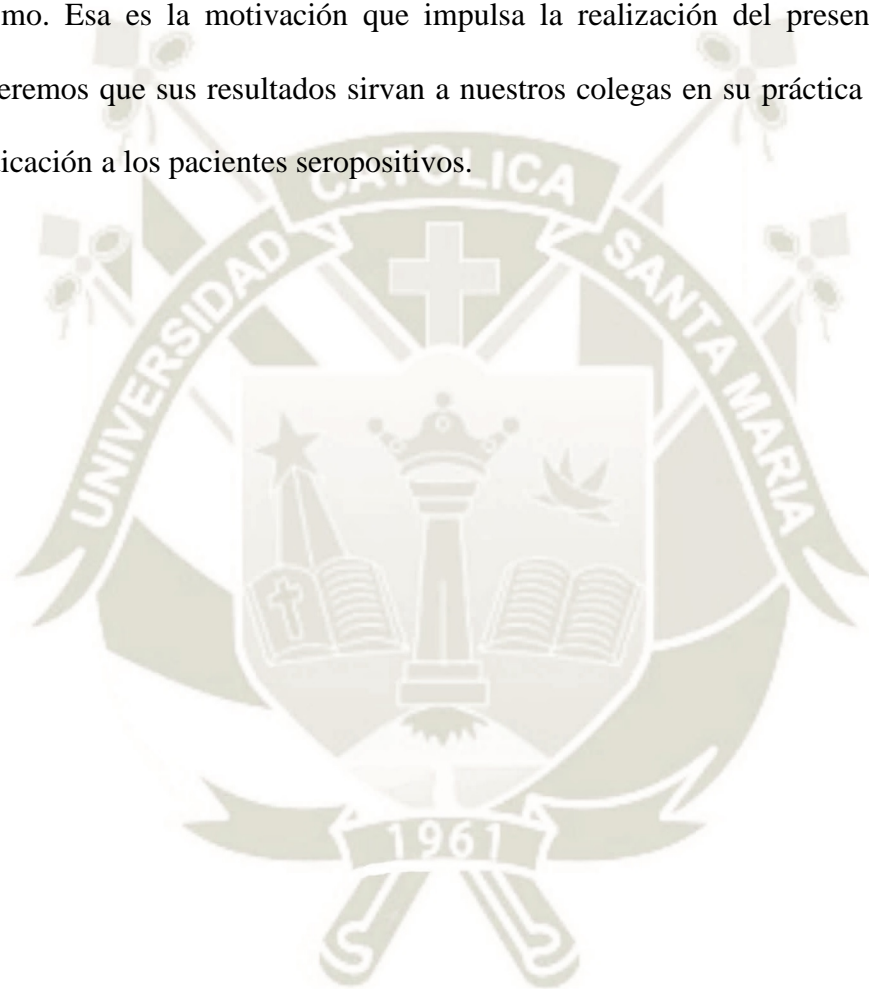 mo. Esa es la motivación que impulsa la realización del presen
eremos que sus resultados sirvan a nuestros colegas en su práctica
icación a los pacientes seropositivos.
UNIVERSIDAD CATOLICA SANTA MARIA
1961